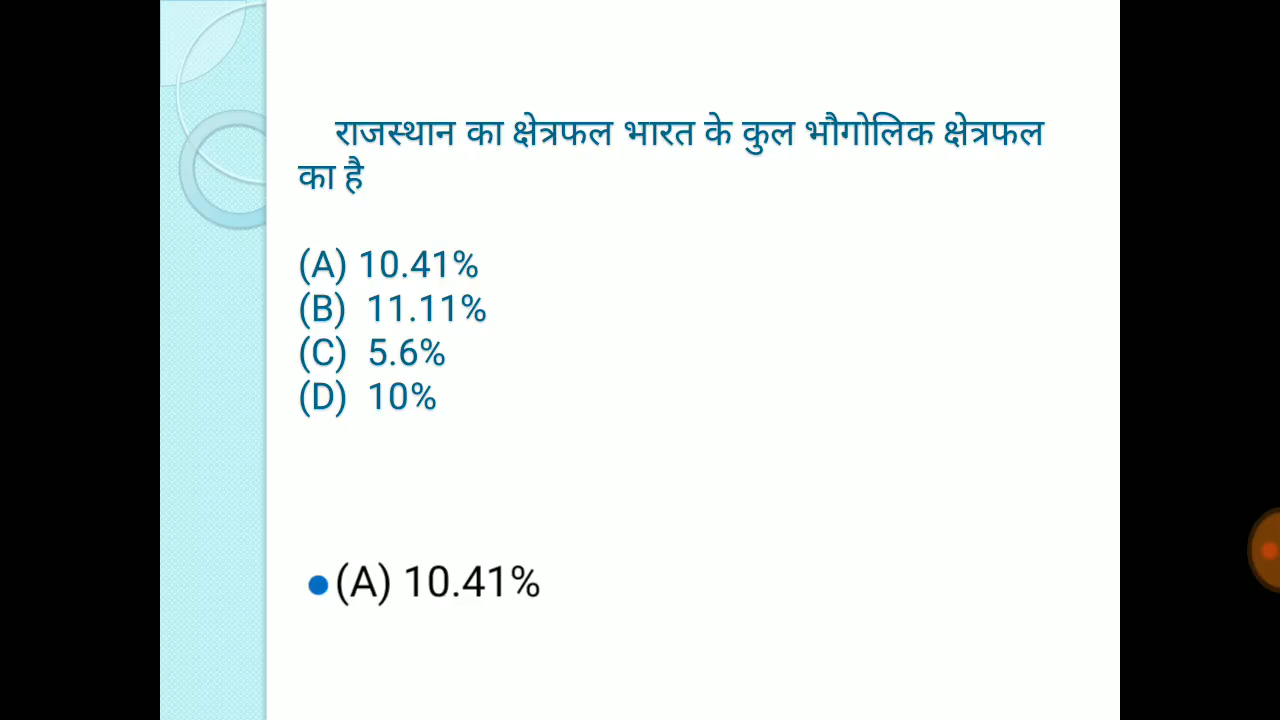 राजस्थान का क्षेत्रफल भारत के कुल भौगोलिक क्षेत्रफल
का है
(A) 10.41%
(B) 11.11%
(C) 5.6%
(D) 10%
(A) 10.41%